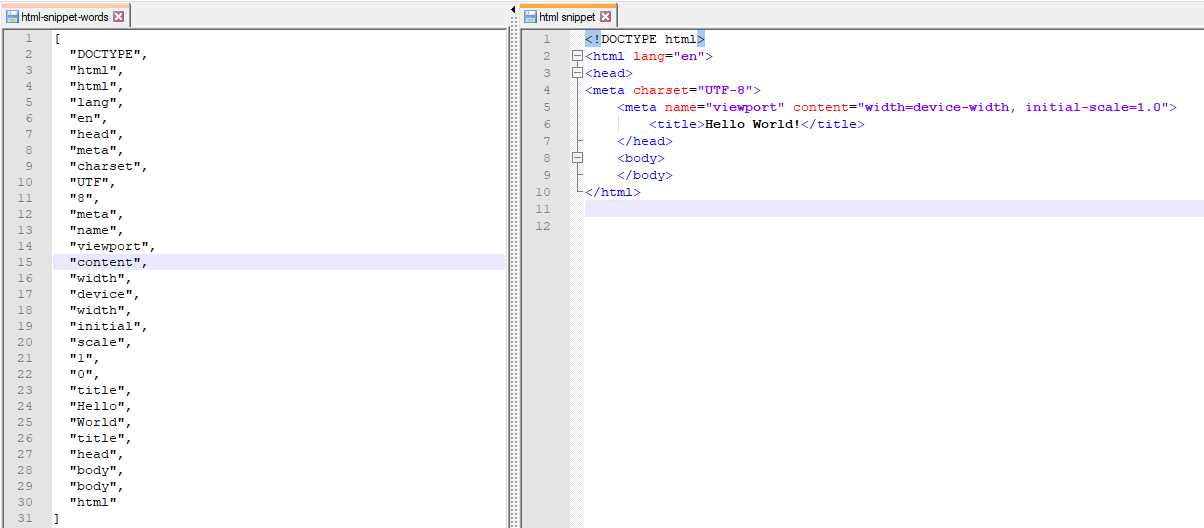 html-snippet-words
1 [
2 "DOCTYPE",
3 "html",
4 "html",
5 "lang",
6 "en",
7 "head",
8 "meta",
9 "charset",
10 "UTF",
11 "8",
12 "meta",
13 "name",
14 "viewport",
15 "content",
16 "width",
17 "device",
18 "width",
19 "initial",
20 "scale",
21 "1",
22 "0",
23 "title",
24 "Hello",
25 "World",
26 "title",
27 "head",
28 "body",
29 "body",
30 "html"
31 ]
html snippet
1 <!DOCTYPE html>
2 <html lang="en">
3 <head>
4 <meta charset="UTF-8">
5 <meta name="viewport" content="width=device-width, initial-scale=1.0">
6 <title>Hello World!</title>
7 </head>
8 <body>
9 </body>
10 </html>
11
12